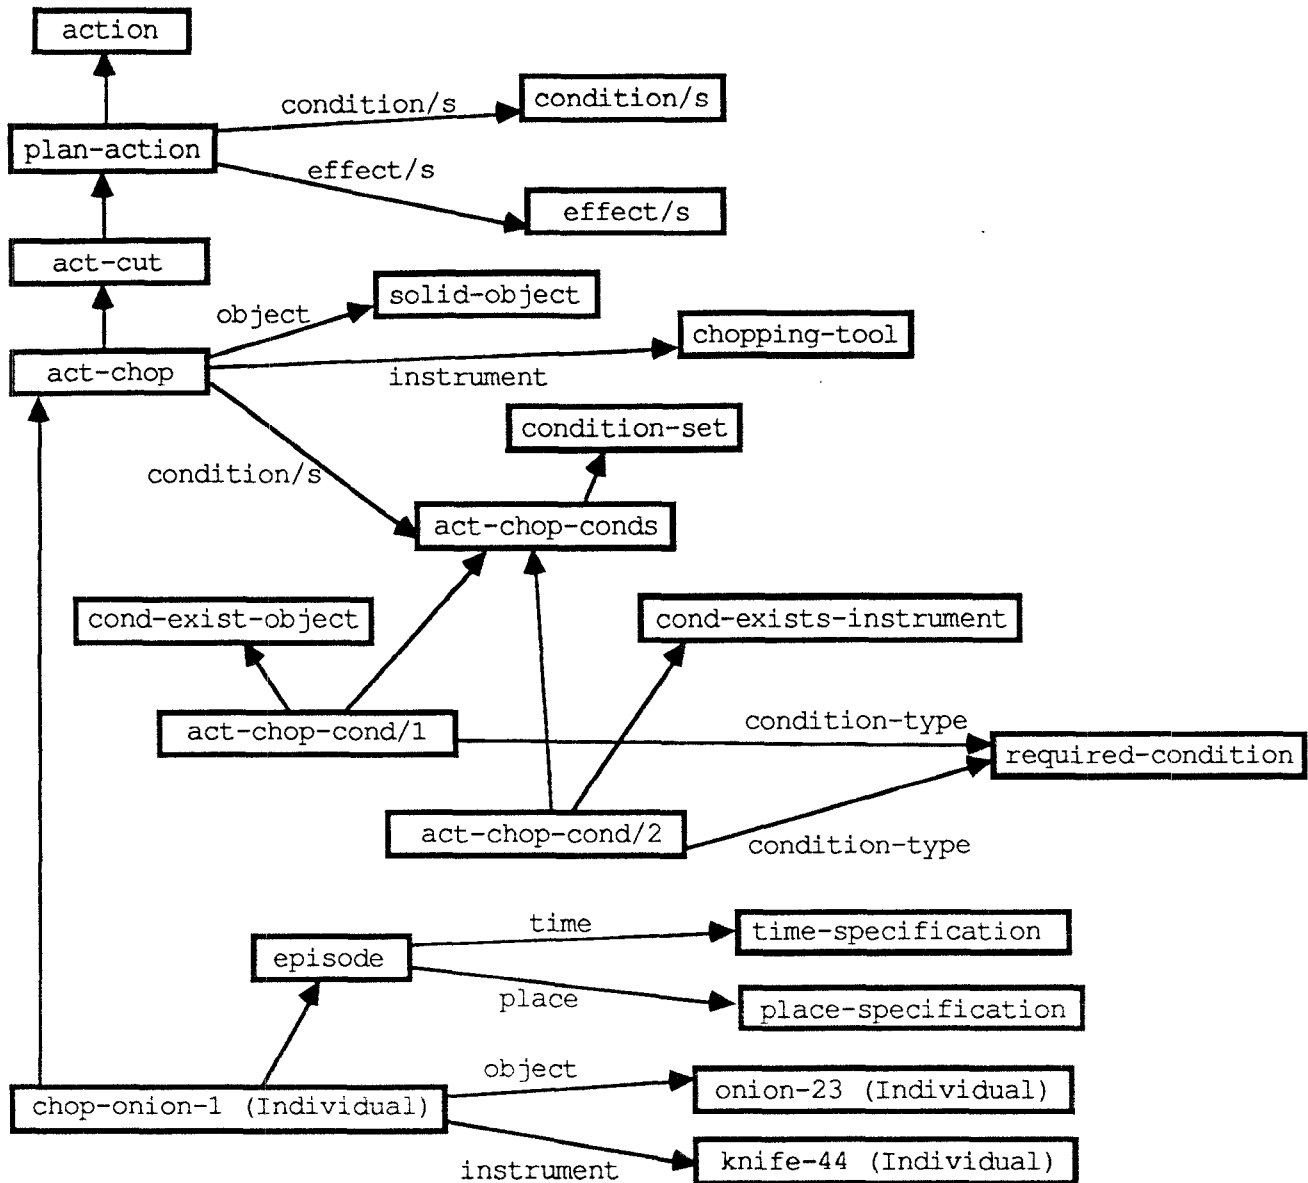 action
condition/s
condition/s
plan-action
effect/s
effect/s
act-cut
solid-object
object
chopping-tool
act-chop
instrument
condition-set
condition/s
act-chop-conds
cond-exist-object
cond-exists-instrument
act-chop-cond/1
condition-type
required-condition
act-chop-cond/2
condition-type
time
time-specification
episode
place
place-specification
object
onion-23 (Individual)
chop-onion-1 (Individual)
knife-44 (Individual)
instrument